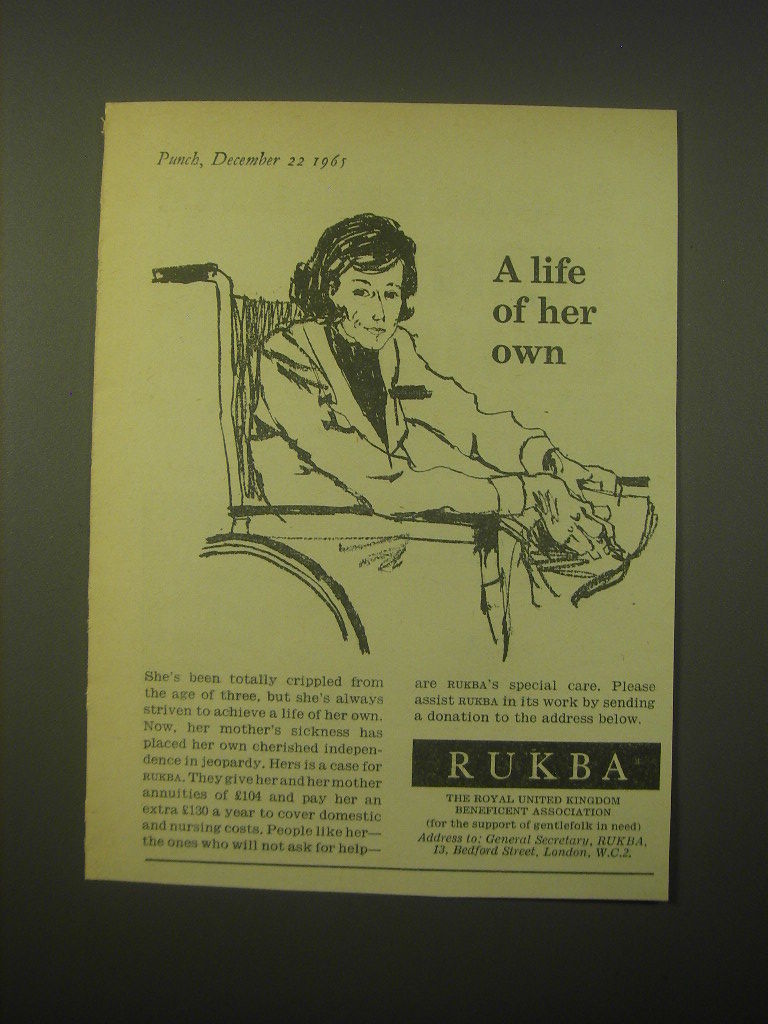 Punch, December 22 1965
A life
of her
own
She's been totally crippled from
the age of three, but she's always
striven to achieve a life of her own.
Now, her mother's sickness has
placed her own cherished indepen-
dence in jeopardy. Hers is a case for
RUKBA. They give her and her mother
annuities of £104 and pay her an
extra £130 a year to cover domestic
and nursing costs. People like her—
the ones who will not ask for help—
are RUKBA's special care. Please
assist RUKBA in its work by sending
a donation to the address below.
RUKBA
THE ROYAL UNITED KINGDOM
BENEFICENT ASSOCIATION
(for the support of gentlefolk in need)
Address to: General Secretary, RUKBA,
13, Bedford Street, London, W.C.2.